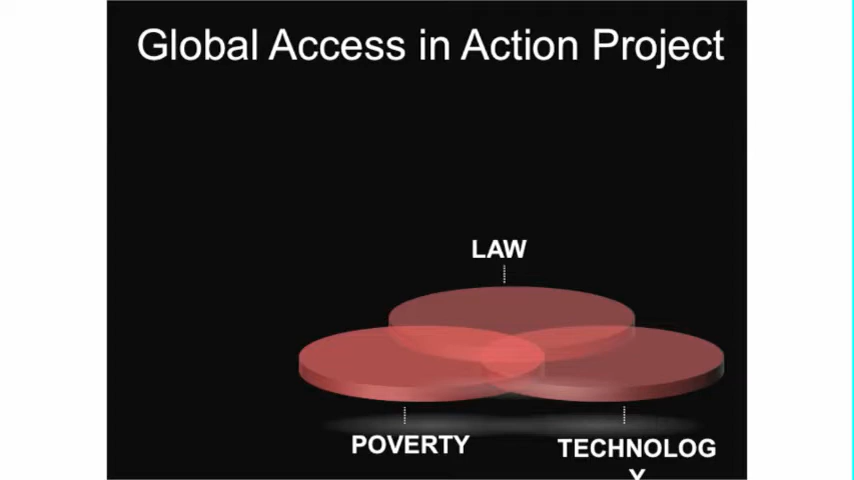 Global Access in Action Project
LAW
POVERTY
TECHNOLOG
Y